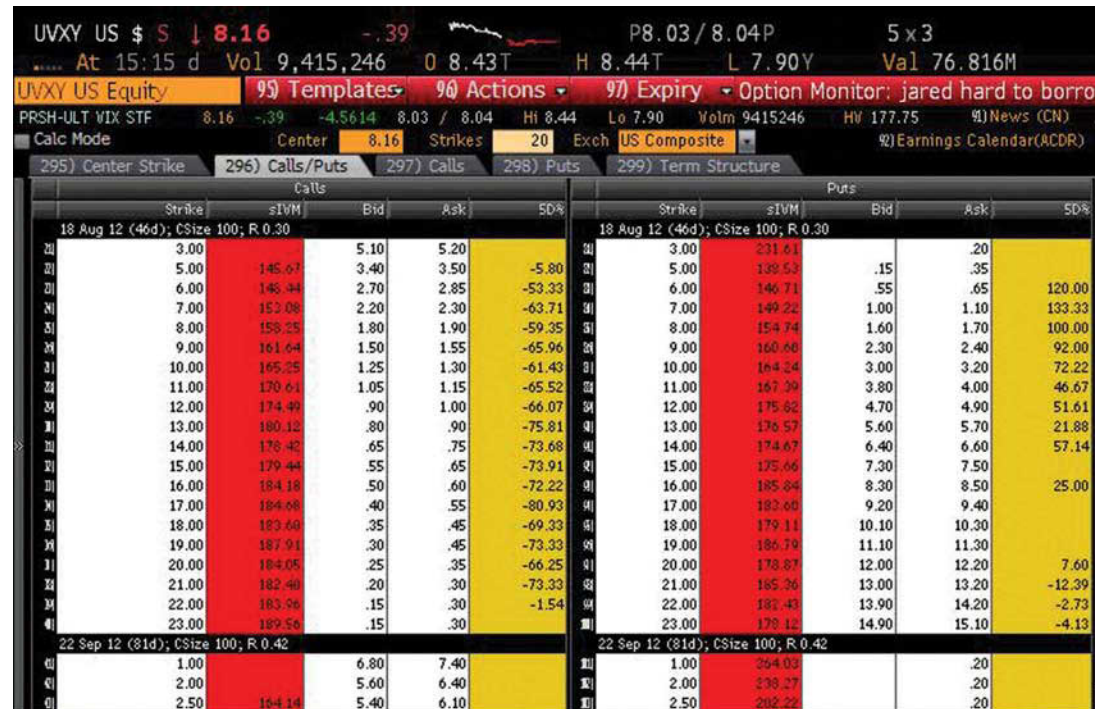 UVXY US $ S ↓ 8.16 -.39 P8.03 / 8.04P 5 x 3
At 15:15 d Vol 9,415,246 O 8.43T H 8.44T L 7.90Y Val 76.816M
UVXY US Equity 95) Templates 96) Actions 97) Expiry Option Monitor: jared hard to borro
PRSH-ULT VIX STF 8.16 -.39 -4.5614 8.03 / 8.04 Hi 8.44 Lo 7.90 Volm 9415246 HV 177.75 91) News (CN)
Calc Mode Center 8.16 Strikes 20 Exch US Composite 92) Earnings Calendar(ACDR)
295) Center Strike 296) Calls/Puts 297) Calls 298) Puts 299) Term Structure
Calls Puts
Strike sIVM Bid Ask SD% Strike sIVM Bid Ask SD%
18 Aug 12 (46d); CSize 100; R 0.30 18 Aug 12 (46d); CSize 100; R 0.30
3.00 5.10 5.20 3.00 231.61 .20
5.00 145.67 3.40 3.50 -5.80 5.00 139.53 .15 .35
6.00 148.44 2.70 2.85 -53.33 6.00 146.71 .55 .65 120.00
7.00 153.08 2.20 2.30 -63.71 7.00 149.22 1.00 1.10 133.33
8.00 158.25 1.80 1.90 -59.35 8.00 154.74 1.60 1.70 100.00
9.00 161.64 1.50 1.55 -65.96 9.00 160.68 2.30 2.40 92.00
10.00 165.25 1.25 1.30 -61.43 10.00 164.24 3.00 3.20 72.22
11.00 170.61 1.05 1.15 -65.52 11.00 167.39 3.80 4.00 46.67
12.00 174.49 .90 1.00 -66.07 12.00 175.82 4.70 4.90 51.61
13.00 180.12 .80 .90 -75.81 13.00 176.57 5.60 5.70 21.88
14.00 178.42 .65 .75 -73.68 14.00 174.67 6.40 6.60 57.14
15.00 179.44 .55 .65 -73.91 15.00 175.66 7.30 7.50
16.00 184.18 .50 .60 -72.22 16.00 185.84 8.30 8.50 25.00
17.00 184.68 .40 .55 -80.93 17.00 9.20 9.40
18.00 183.60 .35 .45 -69.33 18.00 179.11 10.10 10.30
19.00 187.91 .30 .45 -73.33 19.00 186.79 11.10 11.30
20.00 184.05 .25 .35 -66.25 20.00 178.87 12.00 12.20 7.60
21.00 182.40 .20 .30 -73.33 21.00 185.36 13.00 13.20 -12.39
22.00 183.96 .15 .30 -1.54 22.00 182.43 13.90 14.20 -2.73
23.00 189.56 .15 .30 23.00 178.12 14.90 15.10 -4.13
22 Sep 12 (81d); CSize 100; R 0.42 22 Sep 12 (81d); CSize 100; R 0.42
1.00 6.80 7.40 1.00 264.03 .20
2.00 5.60 6.40 2.00 238.27 .20
2.50 164.14 5.40 6.10 2.50 202.22 .20